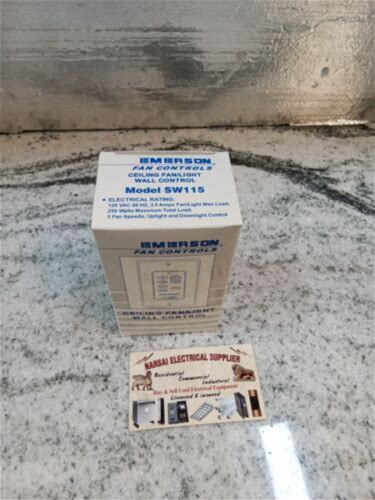 EMERSON
FAN CONTROLS
CEILING FAN/LIGHT
WALL CONTROL
Model SW115
• ELECTRICAL RATING:
120 VAC 60 HZ, 3.5 Amps Fan/Light Max Load,
250 Watts Maximum Total Load.
3 Fan Speeds, Uplight and Downlight Control
EMERSON
FAN CONTROLS
CEILING FAN/LIGHT
WALL CONTROL
NARSAI ELECTRICAL SUPPLIER
Residential
Commercial
Industrial
Buy & Sell Used Electrical Equipment
Licensed & insured